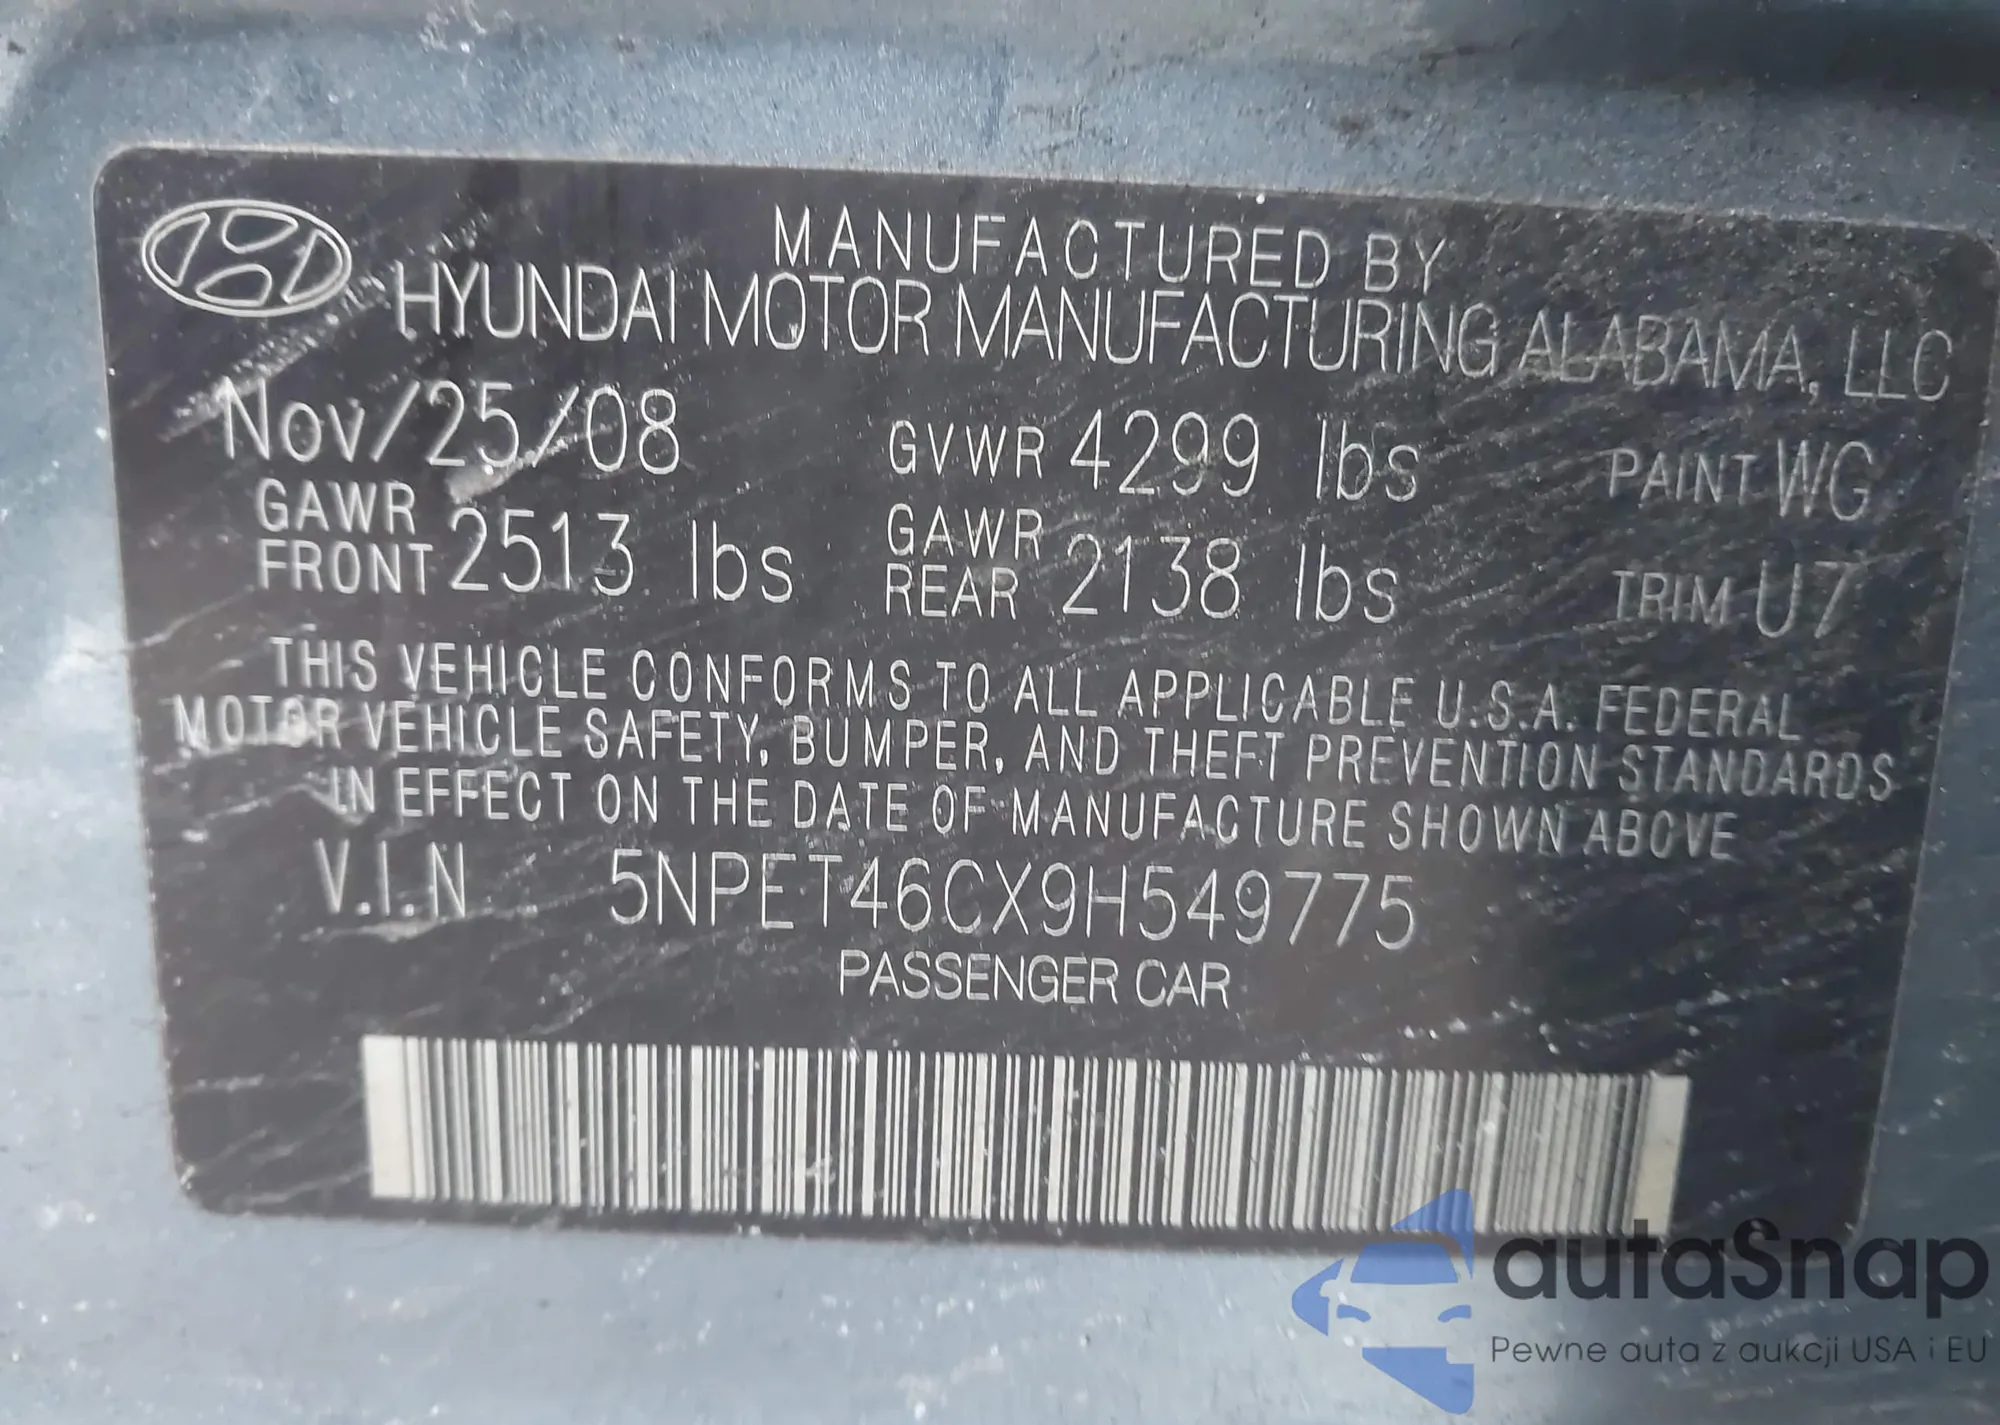 MANUFACTURED BY
HYUNDAI MOTOR MANUFACTURING ALABAMA, LLC
Nov/25/08 GVWR 4299 lbs PAINT WG
GAWR FRONT 2513 lbs GAWR REAR 2138 lbs TRIM U7
THIS VEHICLE CONFORMS TO ALL APPLICABLE U.S.A. FEDERAL
MOTOR VEHICLE SAFETY, BUMPER, AND THEFT PREVENTION STANDARDS
IN EFFECT ON THE DATE OF MANUFACTURE SHOWN ABOVE
V.I.N 5NPET46CX9H549775
PASSENGER CAR
autaSnap
Pewne auta z aukcji USA i EU